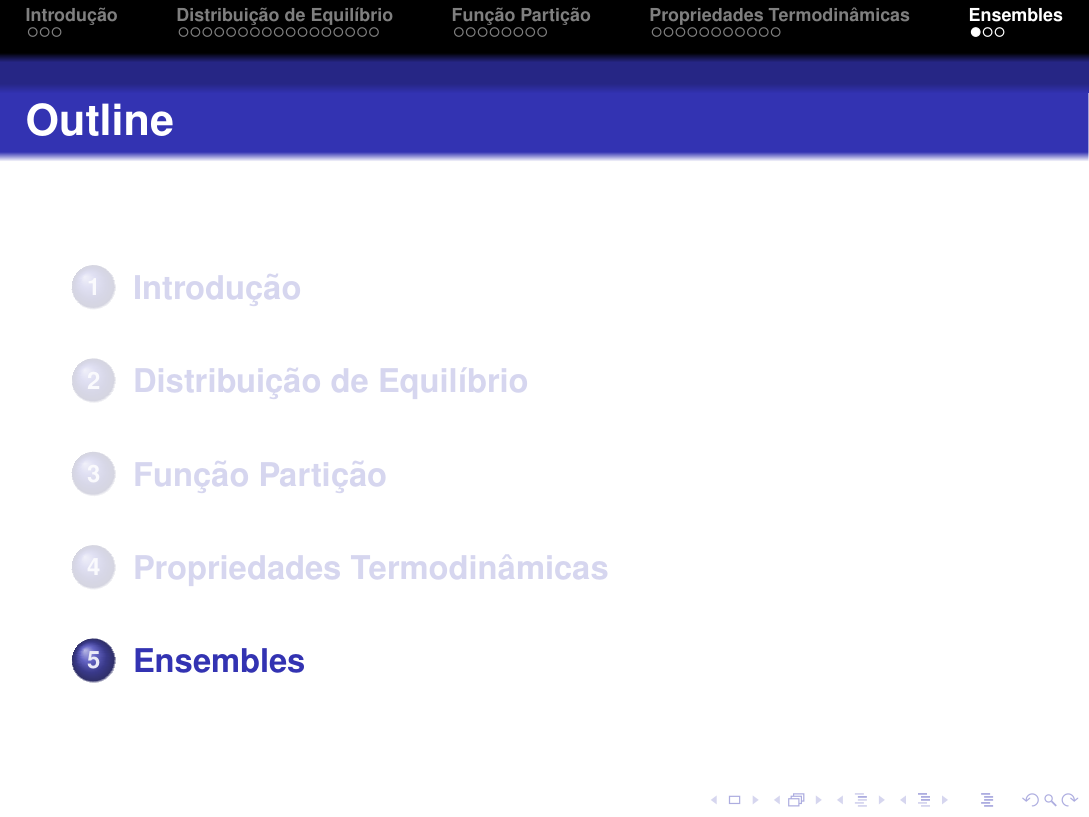 Introdução Distribuição de Equilíbrio Função Partição Propriedades Termodinâmicas Ensembles
Outline
1 Introdução
2 Distribuição de Equilíbrio
3 Função Partição
4 Propriedades Termodinâmicas
5 Ensembles